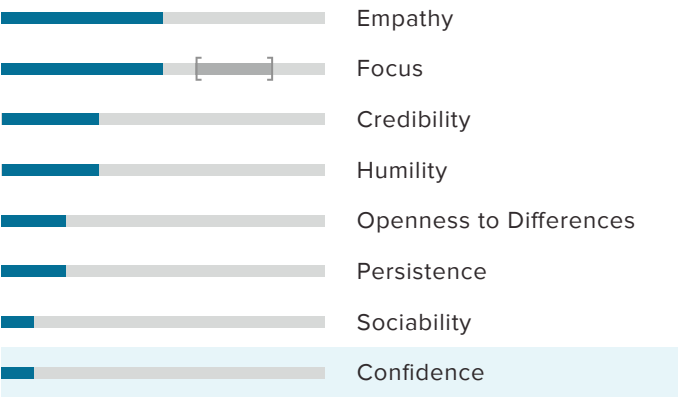 Empathy
Focus
Credibility
Humility
Openness to Differences
Persistence
Sociability
Confidence